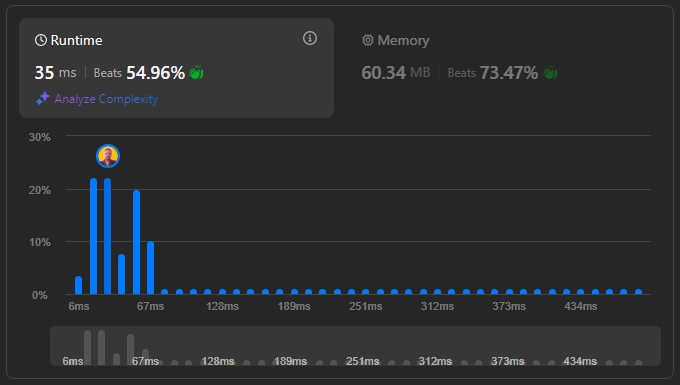 Runtime
35 ms | Beats 54.96%
Analyze Complexity
Memory
60.34 MB | Beats 73.47%
30%
20%
10%
0%
6ms 67ms 128ms 189ms 251ms 312ms 373ms 434ms
6ms 67ms 128ms 189ms 251ms 312ms 373ms 434ms